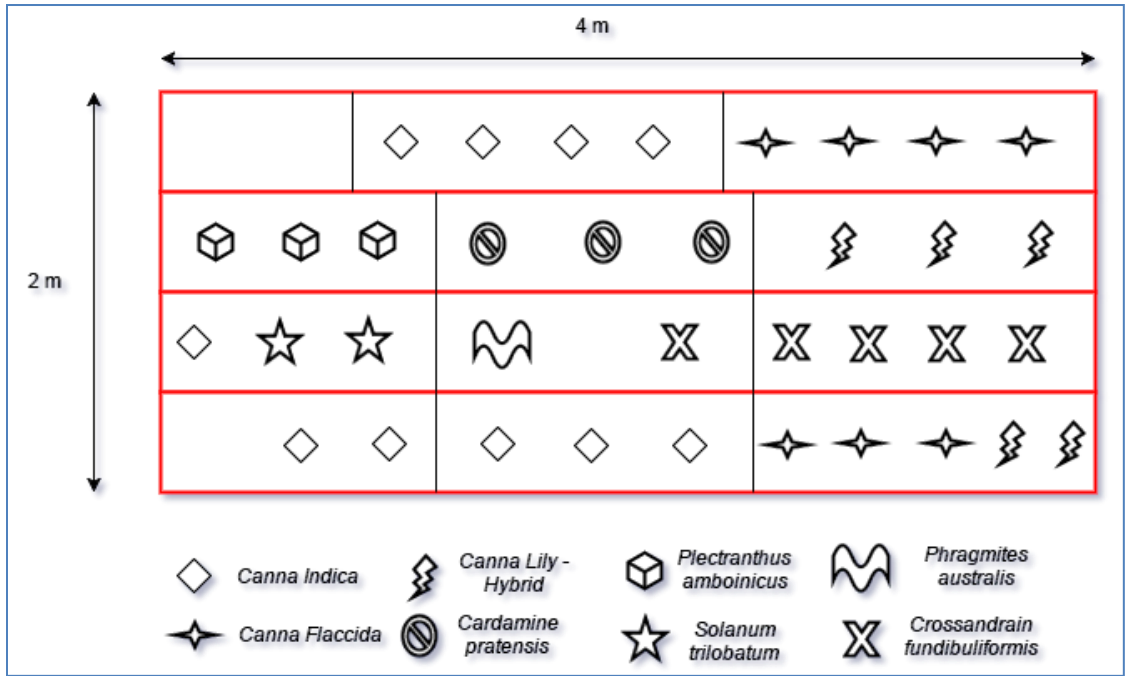 4 m
2 m
Canna Indica
Canna Lily -
Hybrid
Plectranthus
amboinicus
Phragmites
australis
Canna Flaccida
Cardamine
pratensis
Solanum
trilobatum
Crossandrain
fundibuliformis